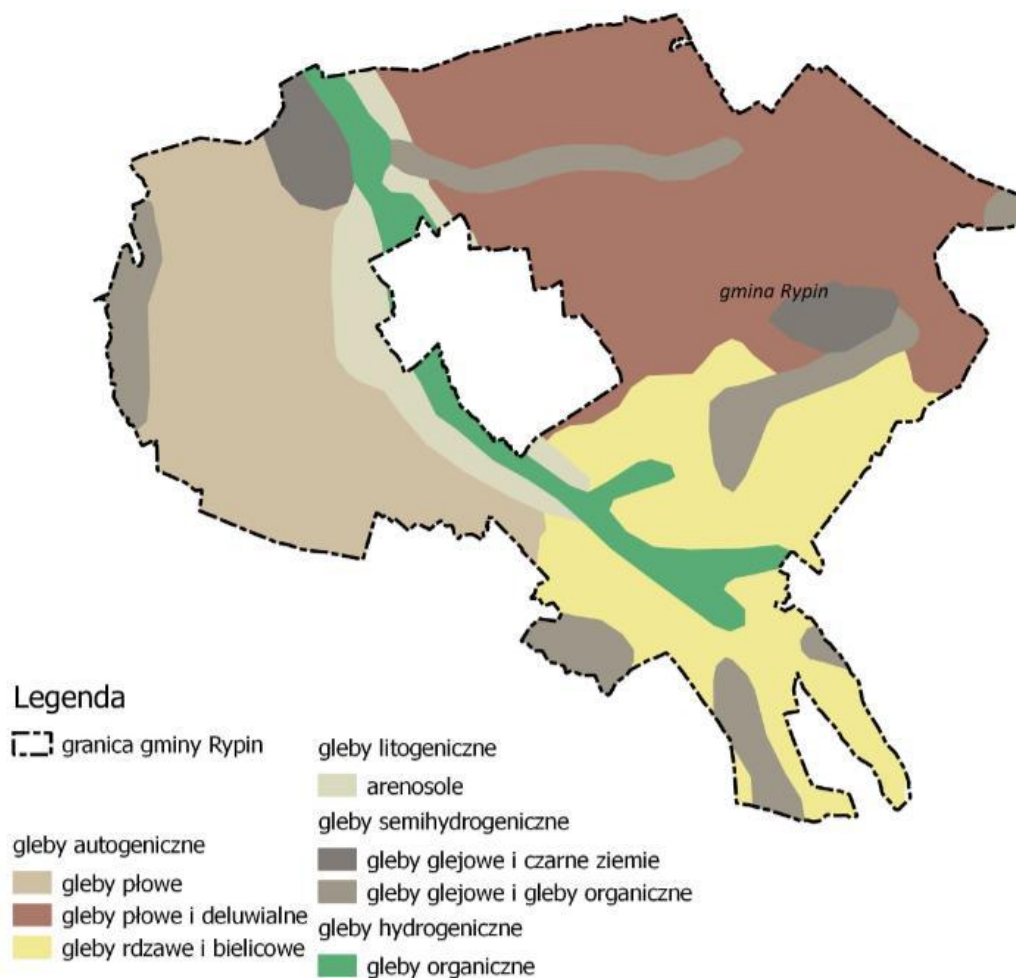 gmina Rypin
Legenda
granica gminy Rypin
gleby autogeniczne
gleby płowe
gleby płowe i deluwialne
gleby rdzawe i bielicowe
gleby litogeniczne
arenosole
gleby semihydrogeniczne
gleby glejowe i czarne ziemie
gleby glejowe i gleby organiczne
gleby hydrogeniczne
gleby organiczne